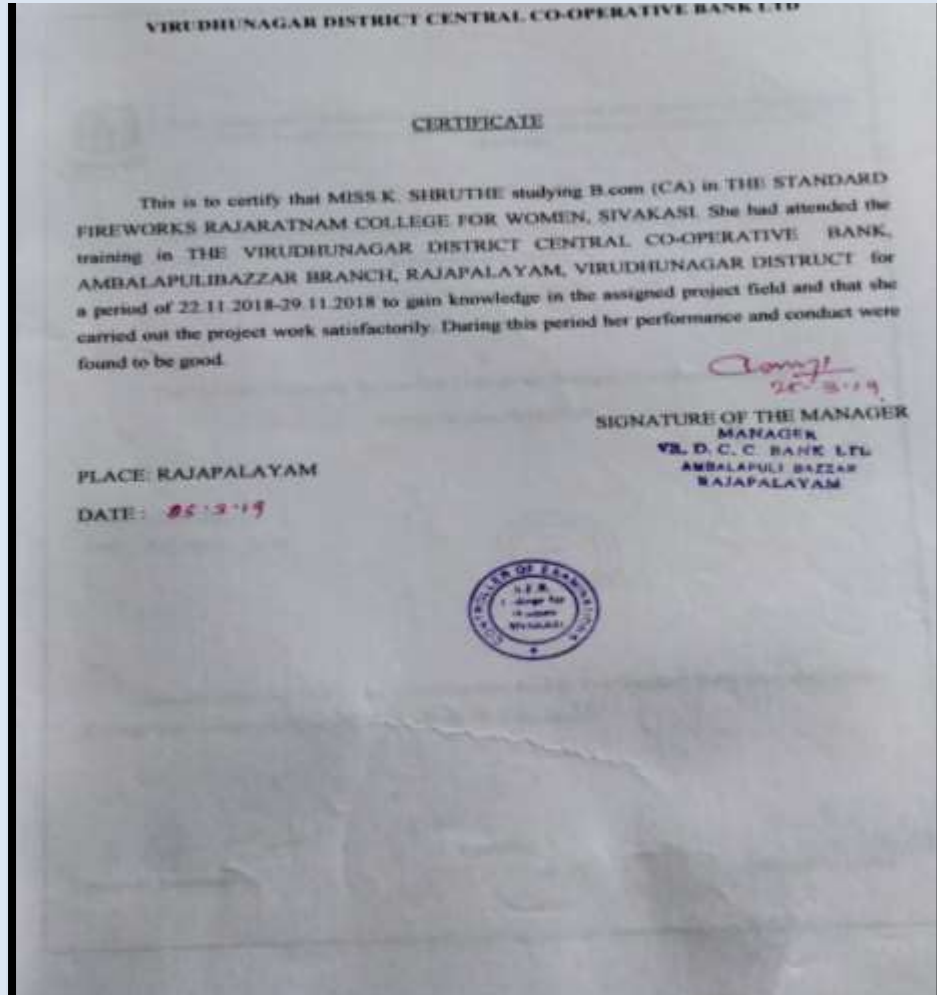 VIRUDHUNAGAR DISTRICT CENTRAL CO-OPERATIVE BANK LTD
CERTIFICATE
This is to certify that MISS.K. SHRUTHE studying B.com (CA) in THE STANDARD
FIREWORKS RAJARATNAM COLLEGE FOR WOMEN, SIVAKASI. She had attended the
training in THE VIRUDHUNAGAR DISTRICT CENTRAL CO-OPERATIVE BANK,
AMBALAPULIBAZZAR BRANCH, RAJAPALAYAM, VIRUDHUNAGAR DISTRUCT for
a period of 22.11.2018-29.11.2018 to gain knowledge in the assigned project field and that she
carried out the project work satisfactorily. During this period her performance and conduct were
found to be good.
SIGNATURE OF THE MANAGER
MANAGER
VR. D. C. C. BANK LTD.
AMBALAPULI BAZZAR
RAJAPALAYAM
PLACE: RAJAPALAYAM
DATE :
CONTROLLER OF EXAMINATIONS